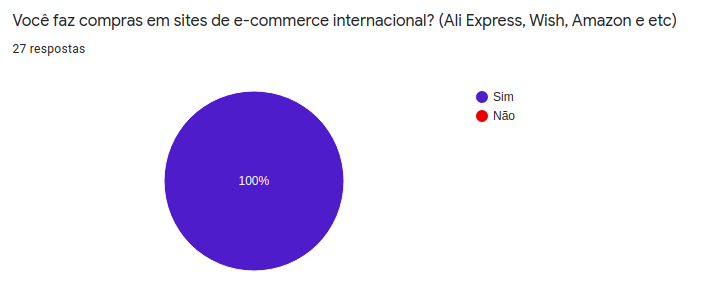 Você faz compras em sites de e-commerce internacional? (Ali Express, Wish, Amazon e etc)
27 respostas
Sim
Não
100%